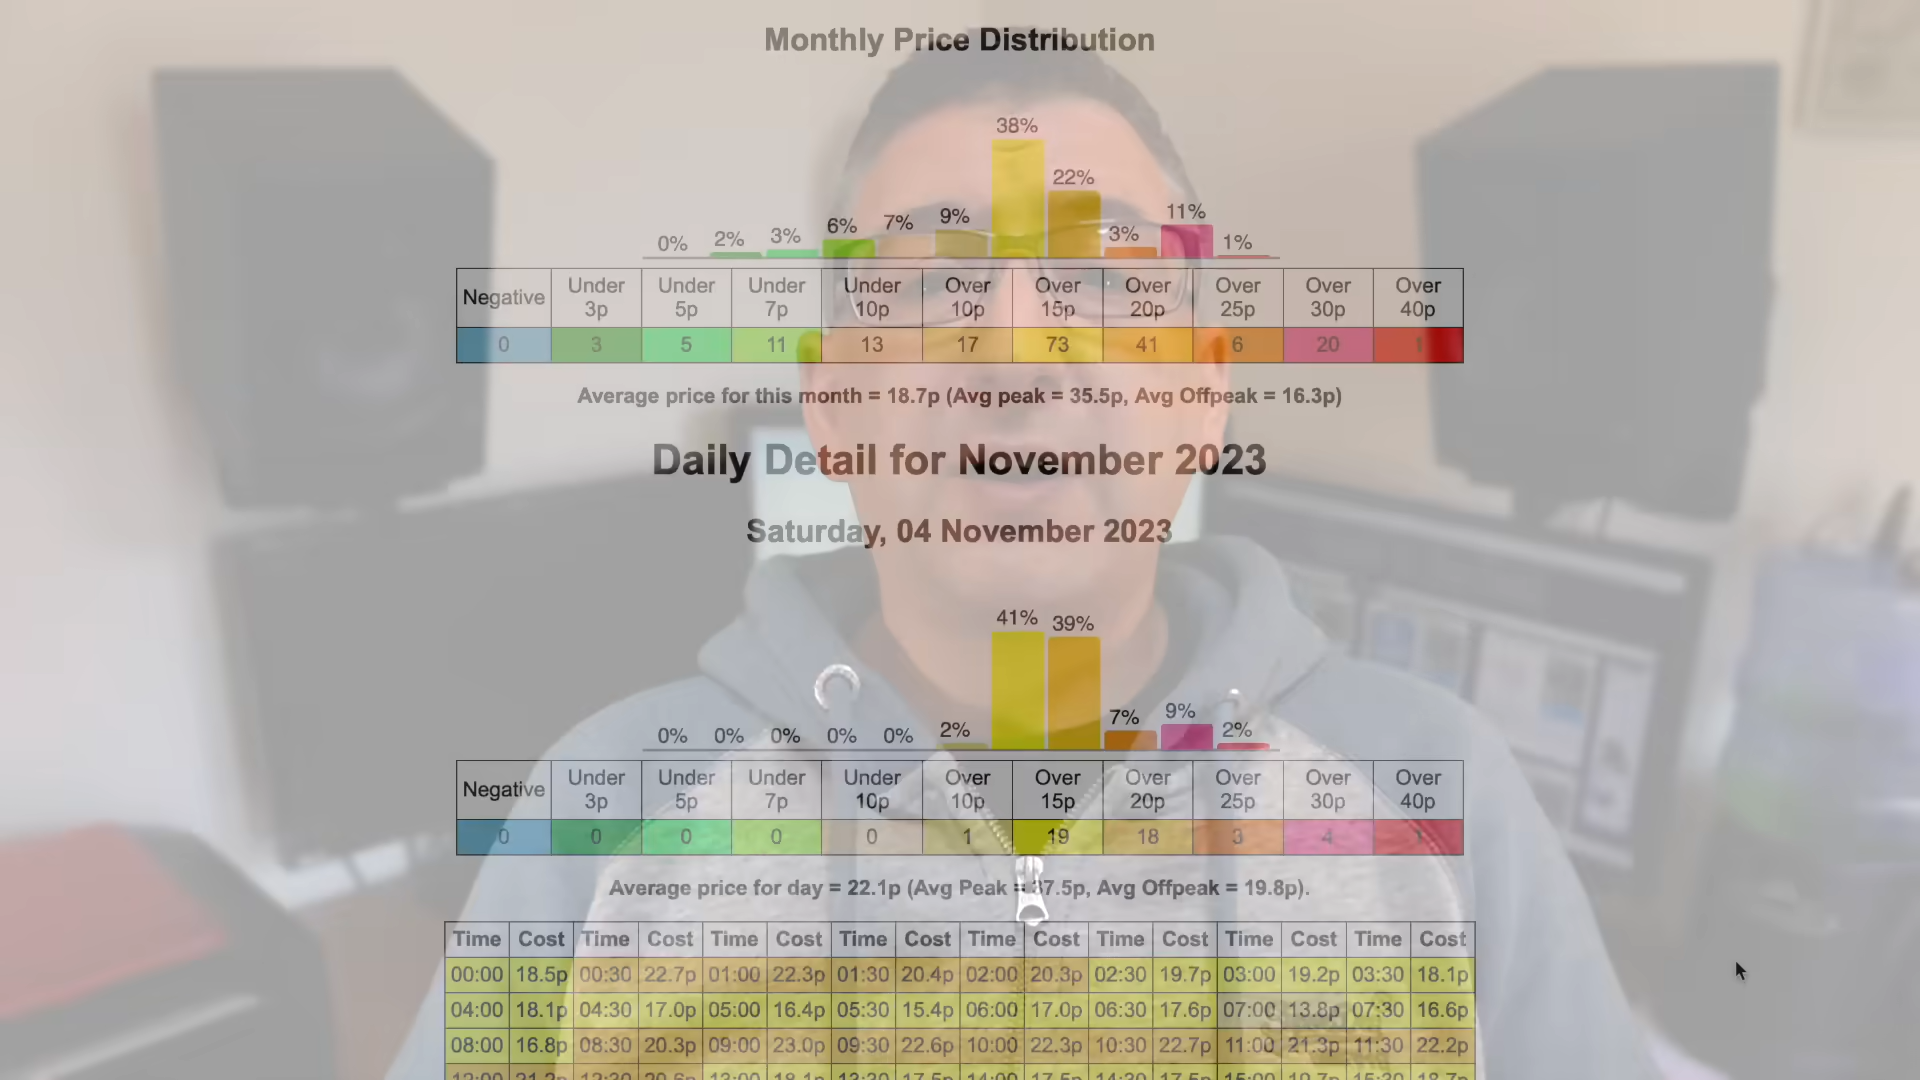 Monthly Price Distribution
38%
22%
11%
9%
7%
6%
3%
3%
2%
1%
0%
Negative Under 3p Under 5p Under 7p Under 10p Over 10p Over 15p Over 20p Over 25p Over 30p Over 40p
0 3 5 11 13 17 73 41 6 20 1
Average price for this month = 18.7p (Avg peak = 35.5p, Avg Offpeak = 16.3p)
Daily Detail for November 2023
Saturday, 04 November 2023
41% 39%
0% 0% 0% 0% 0% 2% 7% 9% 2%
Negative Under 3p Under 5p Under 7p Under 10p Over 10p Over 15p Over 20p Over 25p Over 30p Over 40p
0 0 0 0 0 1 19 18 3 4 1
Average price for day = 22.1p (Avg Peak = 37.5p, Avg Offpeak = 19.8p).
Time Cost Time Cost Time Cost Time Cost Time Cost Time Cost Time Cost Time Cost
00:00 18.5p 00:30 22.7p 01:00 22.3p 01:30 20.4p 02:00 20.3p 02:30 19.7p 03:00 19.2p 03:30 18.1p
04:00 18.1p 04:30 17.0p 05:00 16.4p 05:30 15.4p 06:00 17.0p 06:30 17.6p 07:00 13.8p 07:30 16.6p
08:00 16.8p 08:30 20.3p 09:00 23.0p 09:30 22.6p 10:00 22.3p 10:30 22.7p 11:00 21.3p 11:30 22.2p